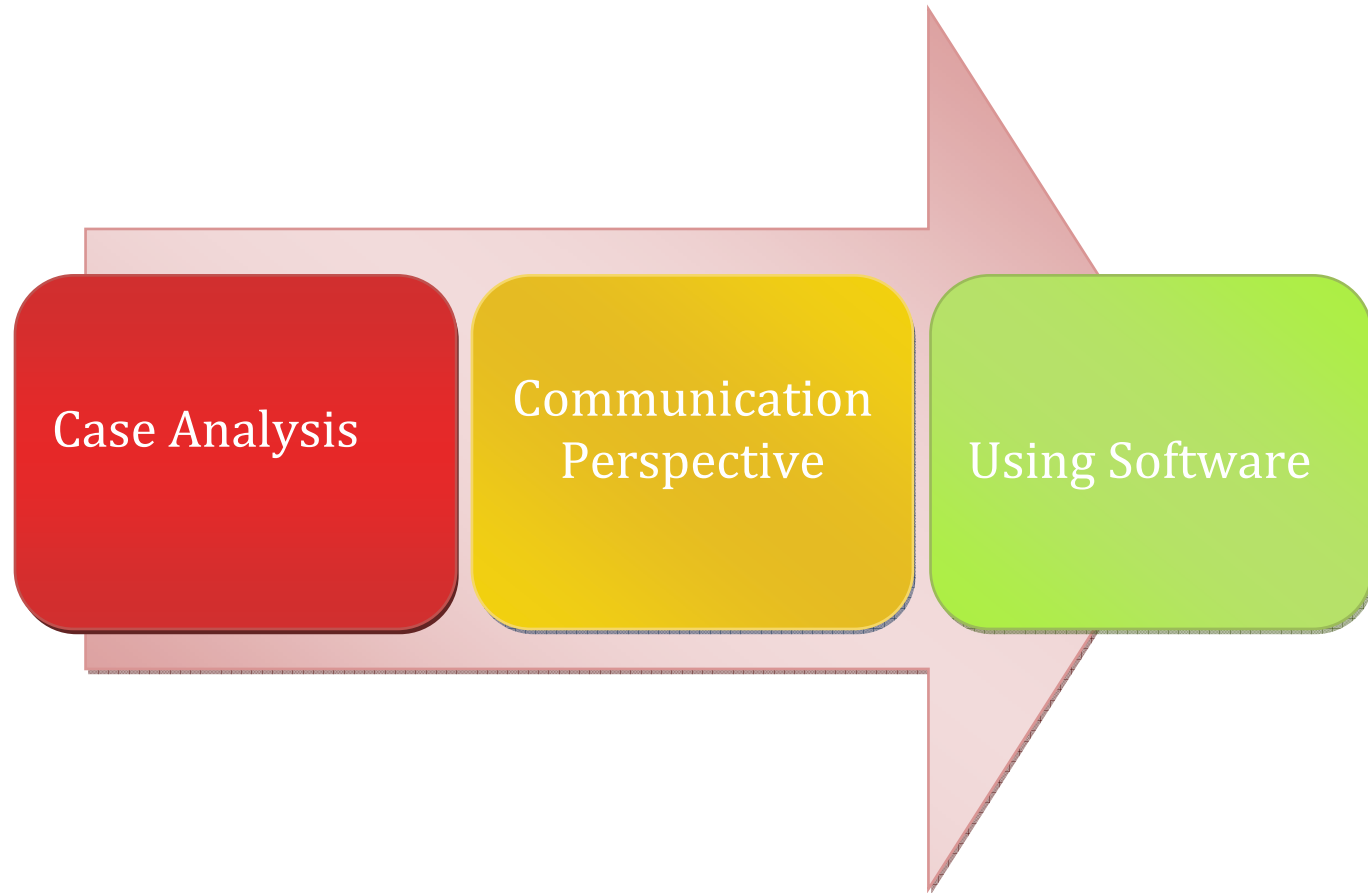 Case Analysis
Communication
Perspective
Using Software